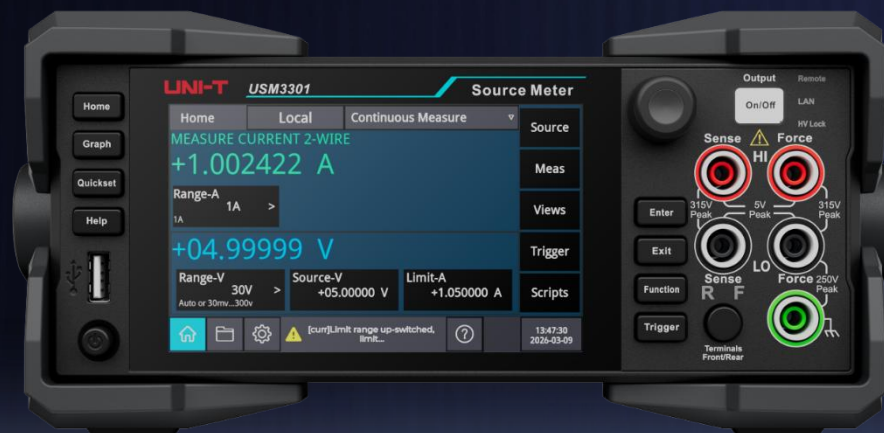 UNI-T USM3301 Source Meter
Home
Graph
Quickset
Help
Home Local Continuous Measure
MEASURE CURRENT 2-WIRE
+1.002422 A
Range-A
1A >
1A
+04.99999 V
Range-V
30V >
Auto or 30mv...300v
Source-V
+05.00000 V
Limit-A
+1.050000 A
[curr]Limit range up-switched,
limit...
?
13:47:30
2026-03-09
Source
Meas
Views
Trigger
Scripts
Output
On/Off
Remote
LAN
HV Lock
Sense Force
HI
315V
Peak
5V
Peak
315V
Peak
LO
Sense Force
250V
Peak
R F
Enter
Exit
Function
Trigger
Terminals
Front/Rear